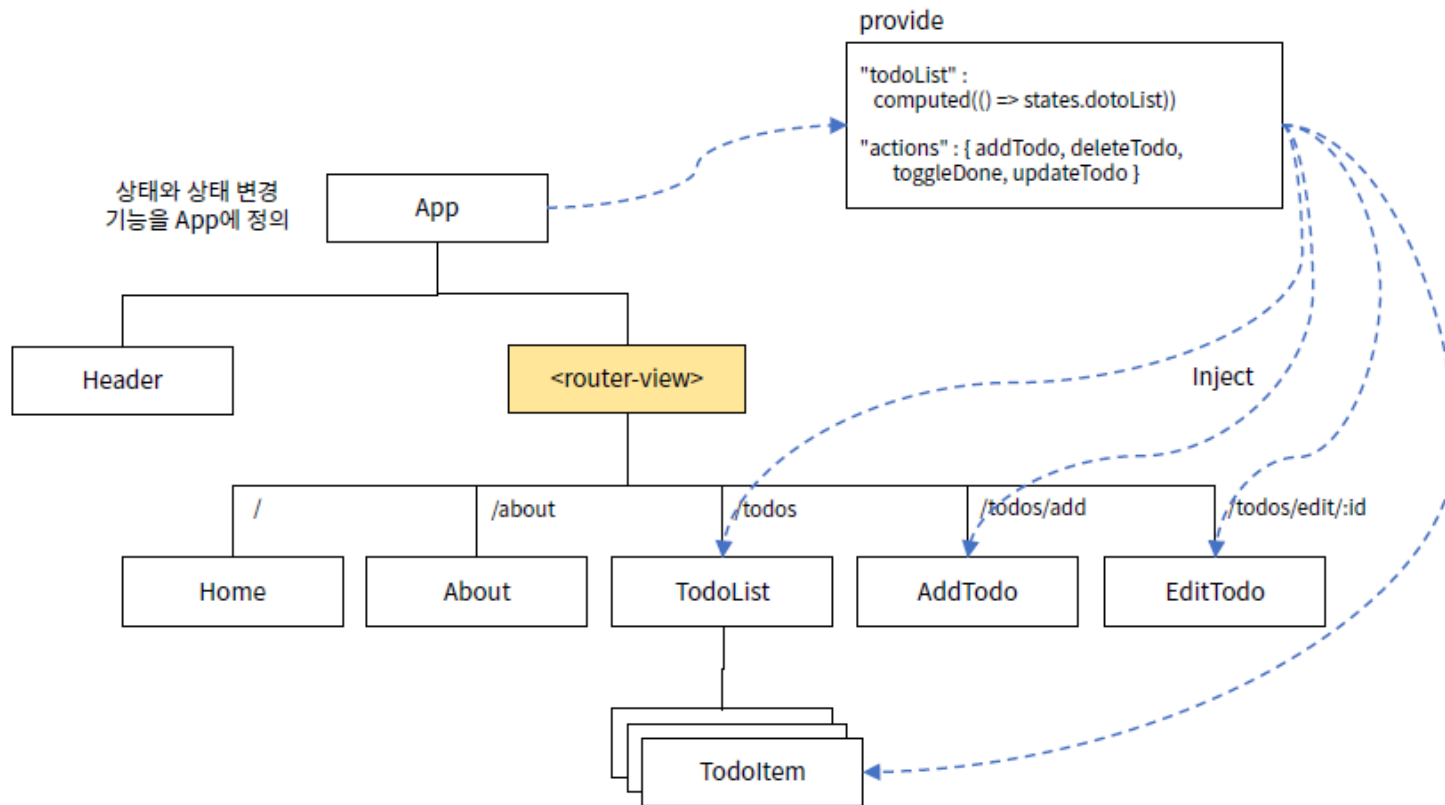 provide
"todoList" :
computed(() => states.dotoList))
"actions" : { addTodo, deleteTodo,
toggleDone, updateTodo }
상태와 상태 변경
기능을 App에 정의
App
Header
<router-view>
Inject
/
/about
/todos
/todos/add
/todos/edit/:id
Home
About
TodoList
AddTodo
EditTodo
TodoItem